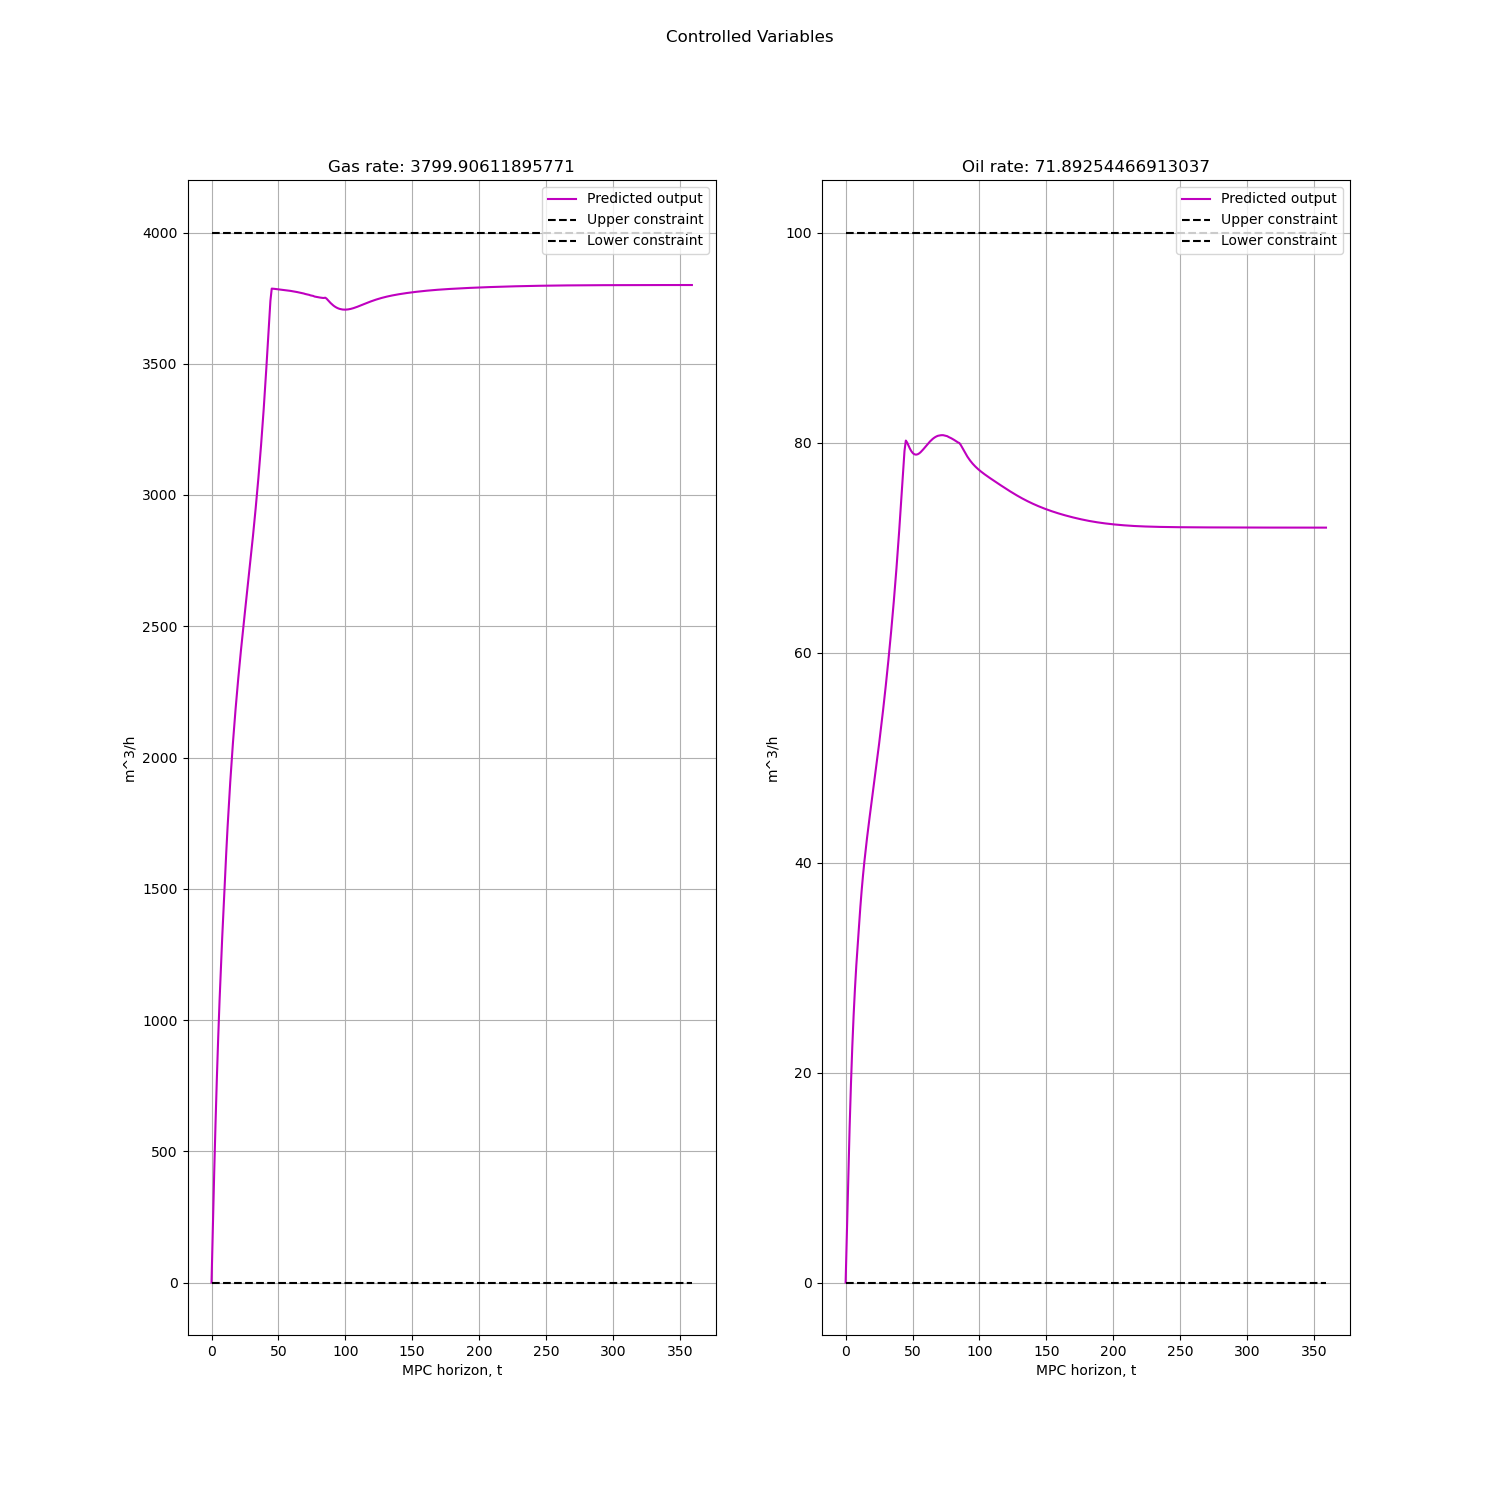 Controlled Variables
Gas rate: 3799.90611895771
Predicted output
Upper constraint
Lower constraint
4000
3500
3000
2500
2000
1500
1000
500
0
m^3/h
0 50 100 150 200 250 300 350
MPC horizon, t
Oil rate: 71.89254466913037
Predicted output
Upper constraint
Lower constraint
100
80
60
40
20
0
m^3/h
0 50 100 150 200 250 300 350
MPC horizon, t